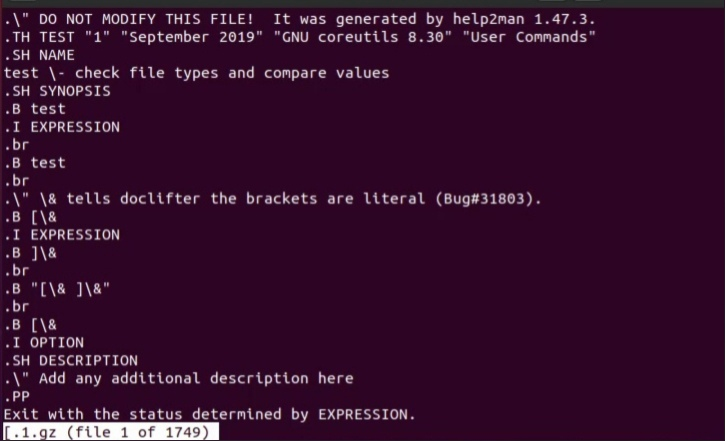 .\" DO NOT MODIFY THIS FILE!  It was generated by help2man 1.47.3.
.TH TEST "1" "September 2019" "GNU coreutils 8.30" "User Commands"
.SH NAME
test \- check file types and compare values
.SH SYNOPSIS
.B test
.I EXPRESSION
.br
.B test
.br
.\" \& tells doclifter the brackets are literal (Bug#31803).
.B [\&
.I EXPRESSION
.B ]\&
.br
.B "[\& ]\&"
.br
.B [\&
.I OPTION
.SH DESCRIPTION
.\" Add any additional description here
.PP
Exit with the status determined by EXPRESSION.
[.1.gz (file 1 of 1749)